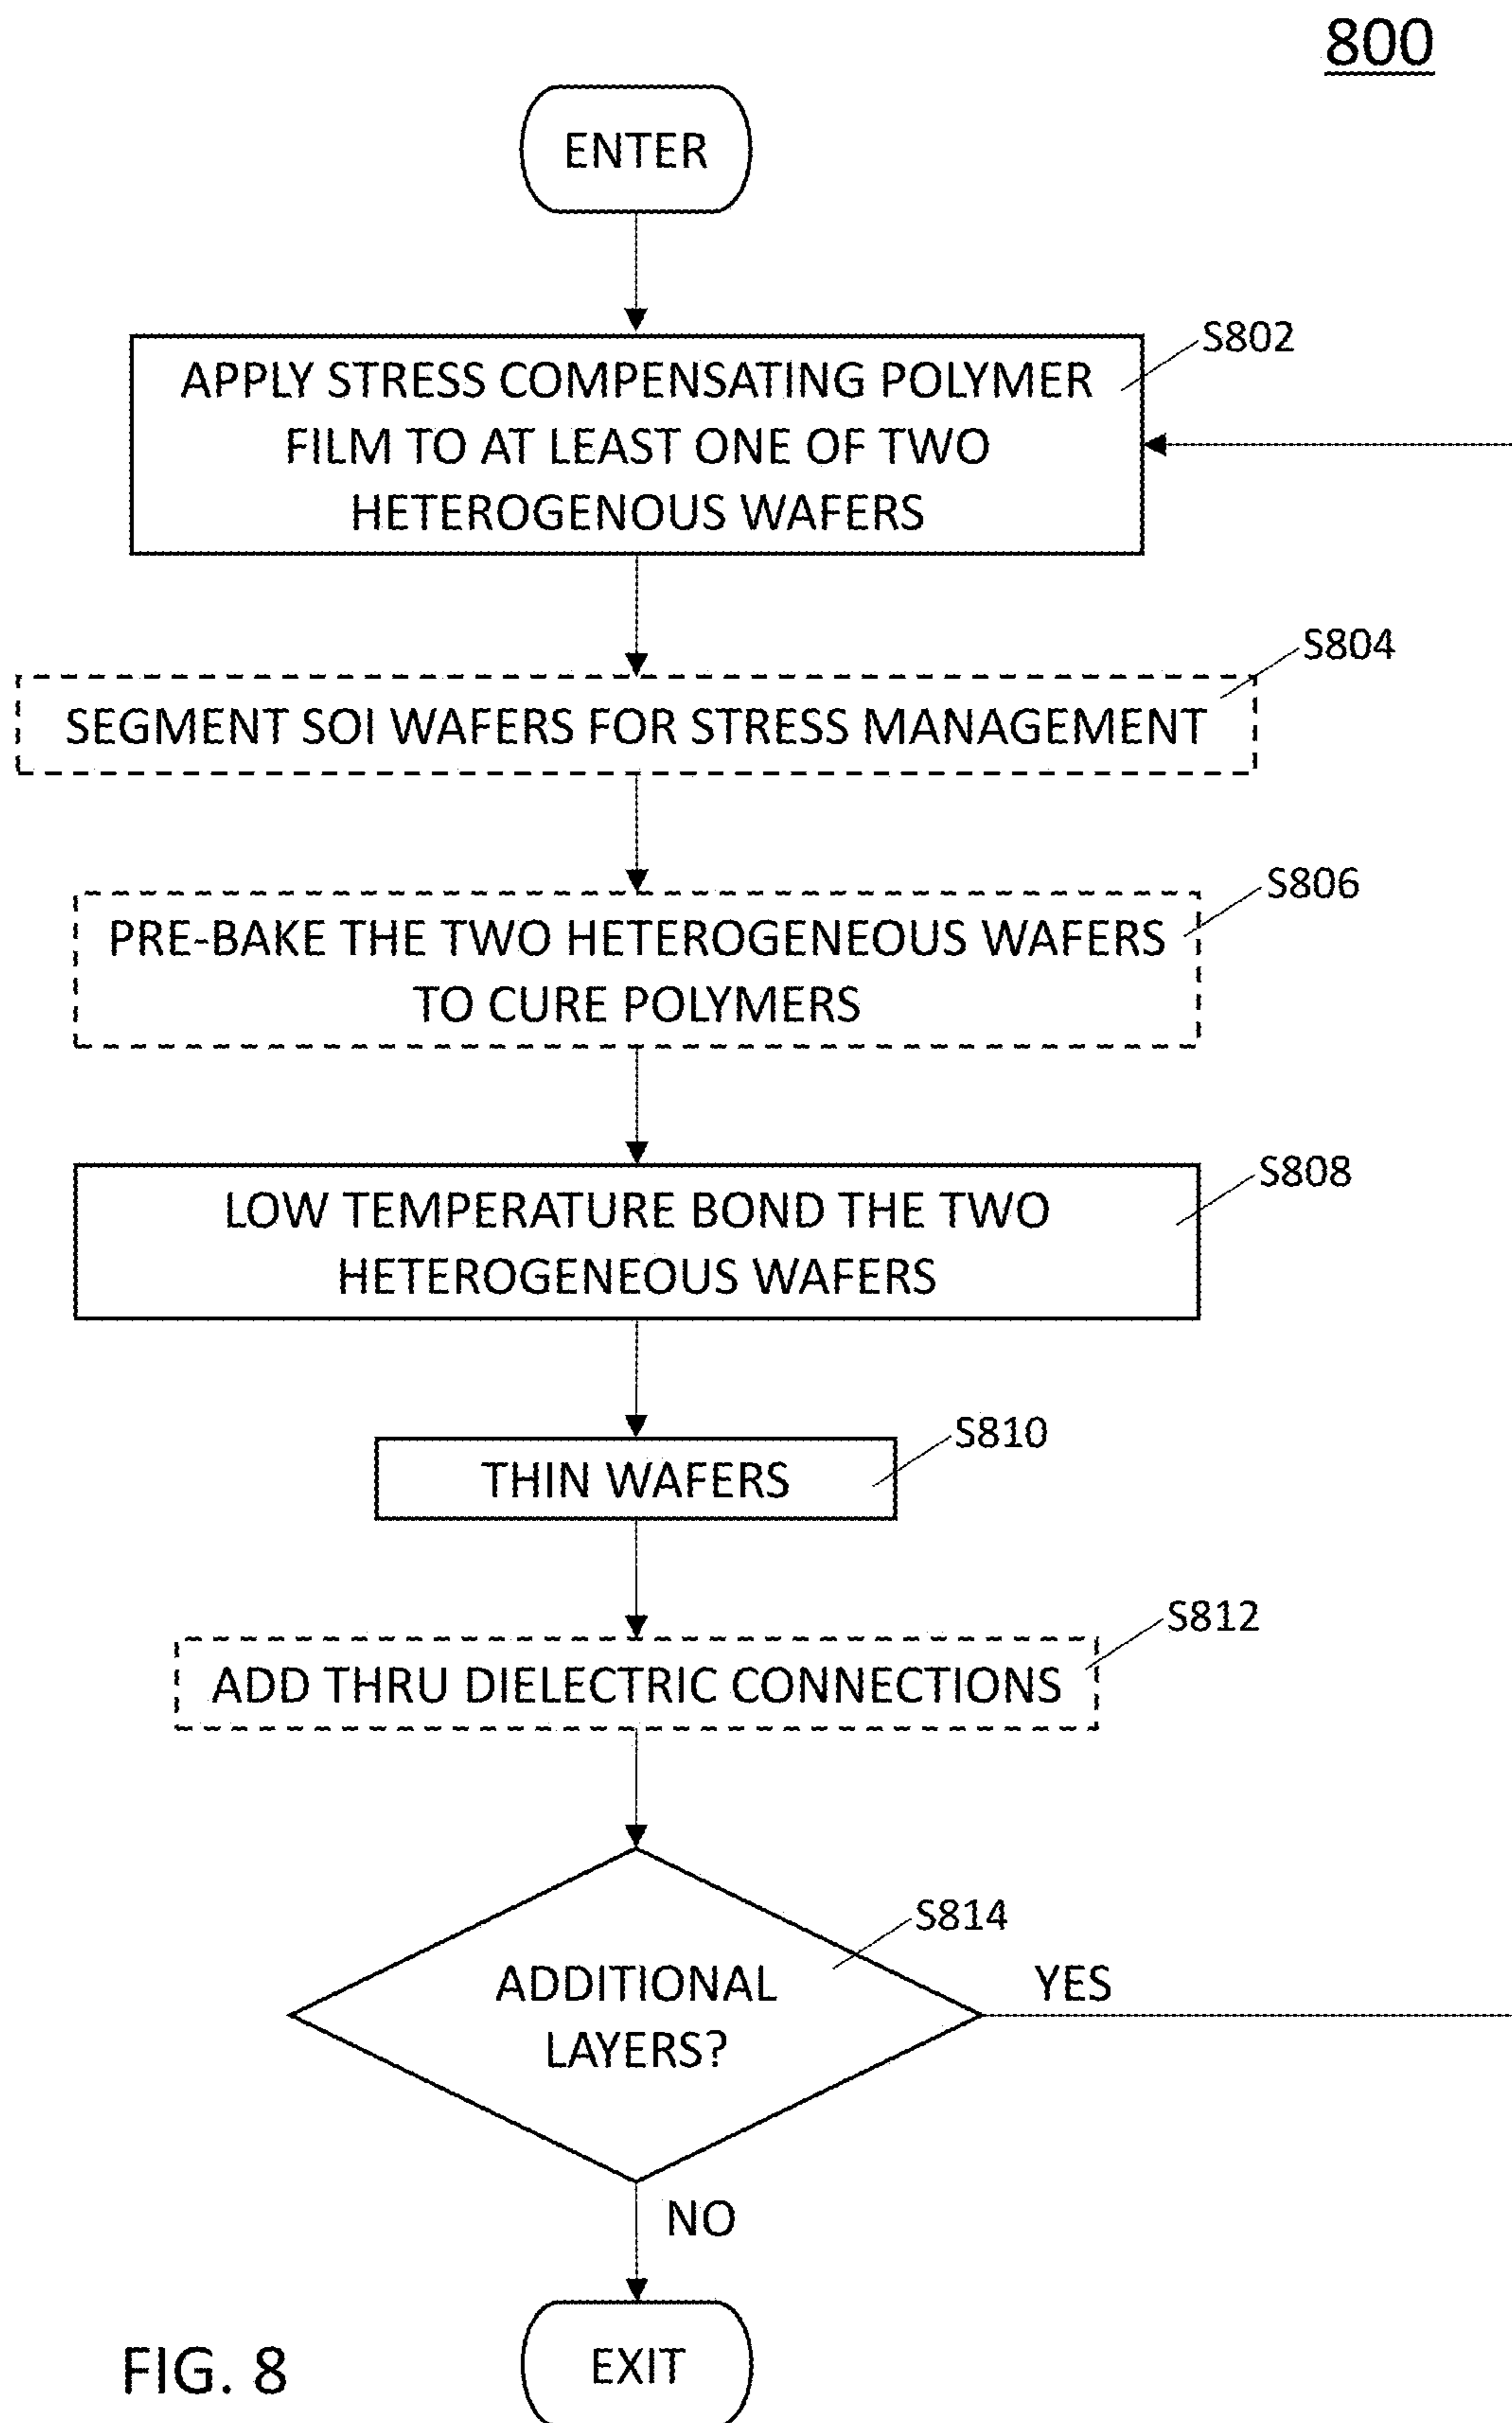 800
ENTER
S802
APPLY STRESS COMPENSATING POLYMER
FILM TO AT LEAST ONE OF TWO
HETEROGENOUS WAFERS
S804
SEGMENT SOI WAFERS FOR STRESS MANAGEMENT
S806
PRE-BAKE THE TWO HETEROGENEOUS WAFERS
TO CURE POLYMERS
S808
LOW TEMPERATURE BOND THE TWO
HETEROGENEOUS WAFERS
S810
THIN WAFERS
S812
ADD THRU DIELECTRIC CONNECTIONS
S814
ADDITIONAL
LAYERS?
YES
NO
EXIT
FIG. 8